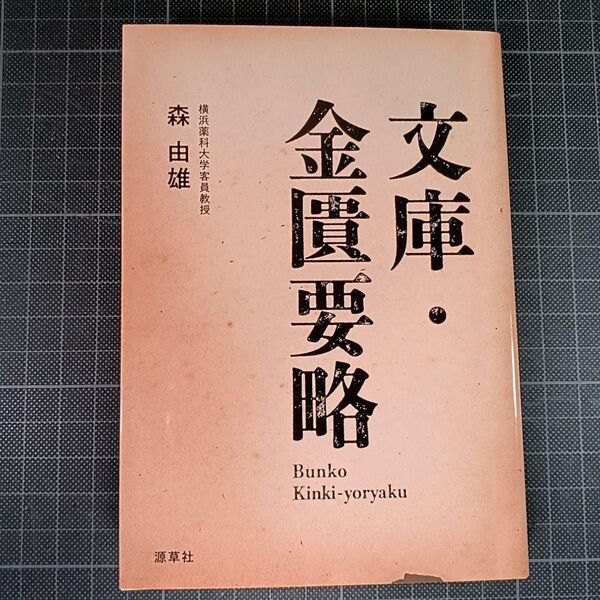 文庫・
金匱要略
Bunko
Kinki-yoryaku
横浜薬科大学客員教授
森 由雄
源草社